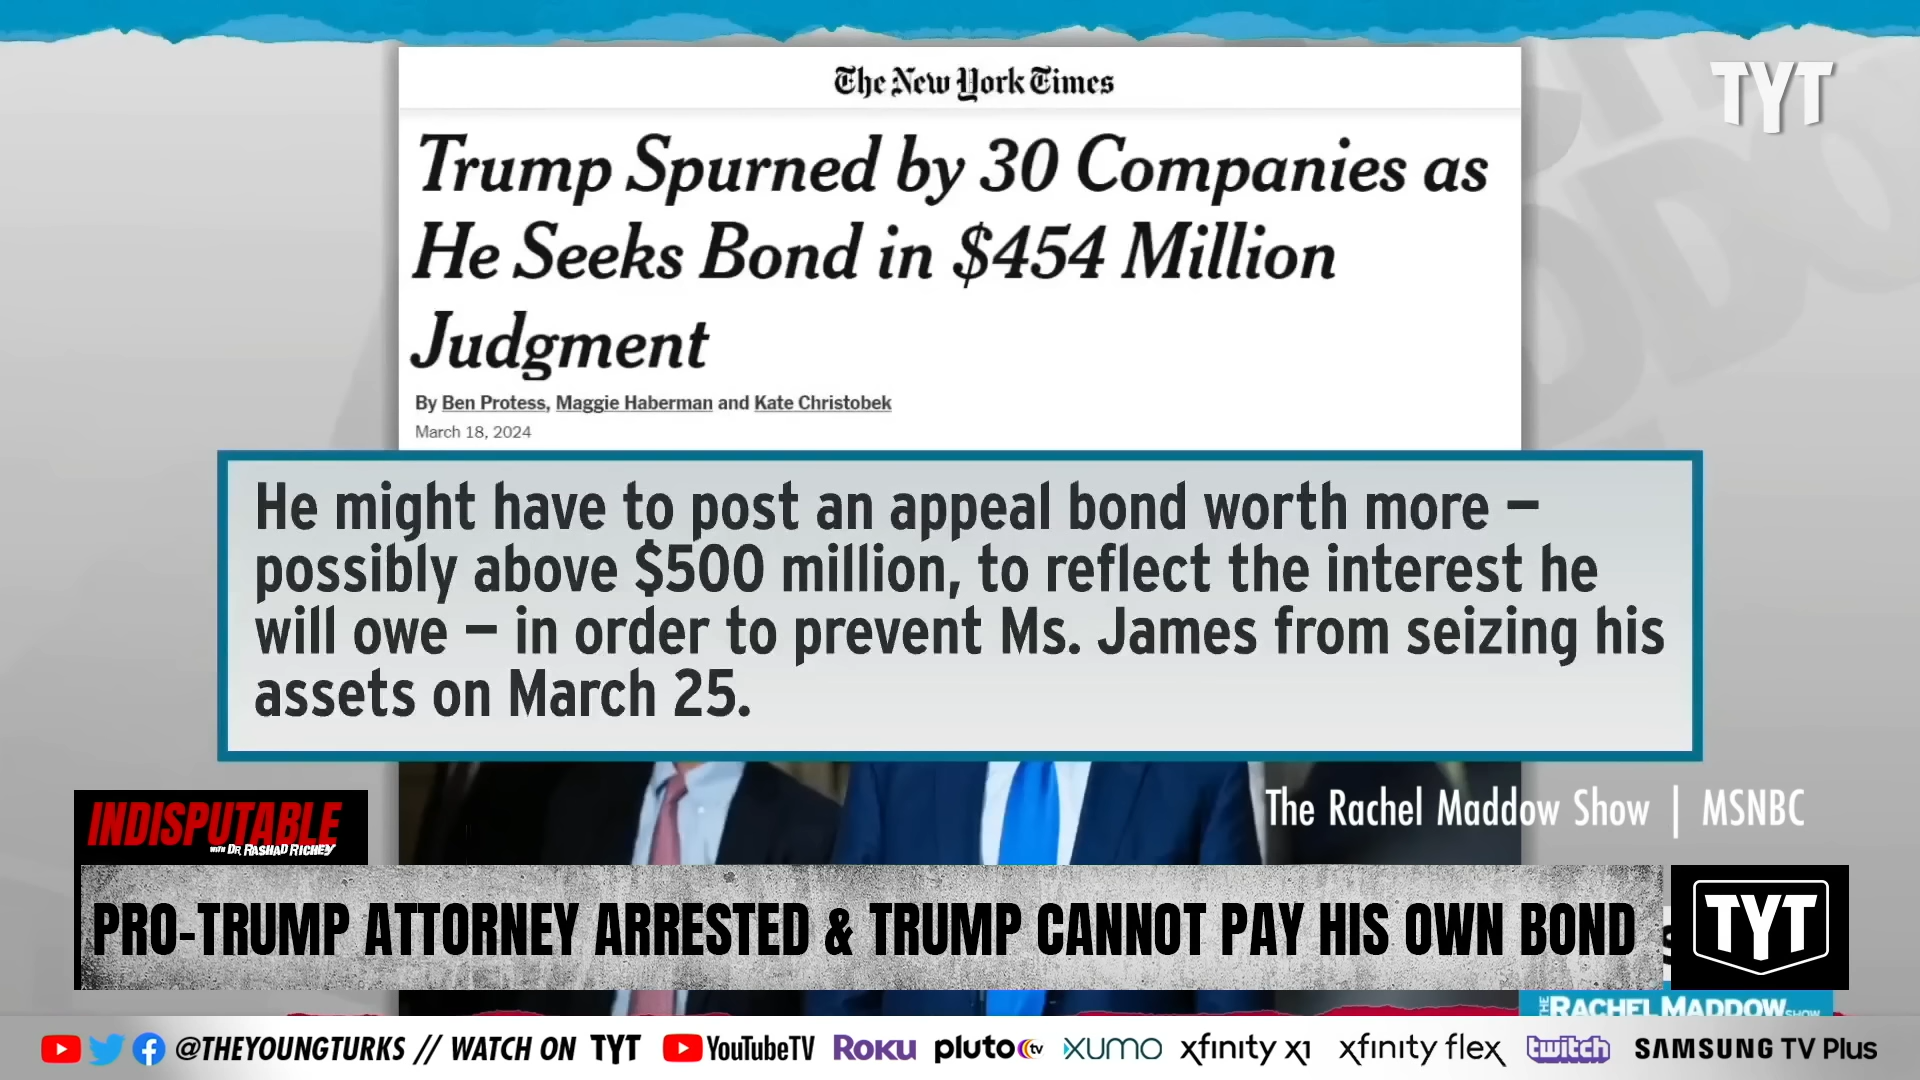 The New York Times
TYT
Trump Spurned by 30 Companies as
He Seeks Bond in $454 Million
Judgment
By Ben Protess, Maggie Haberman and Kate Christobek
March 18, 2024
He might have to post an appeal bond worth more —
possibly above $500 million, to reflect the interest he
will owe — in order to prevent Ms. James from seizing his
assets on March 25.
The Rachel Maddow Show | MSNBC
INDISPUTABLE
WITH DR RASHAD RICHEY
PRO-TRUMP ATTORNEY ARRESTED & TRUMP CANNOT PAY HIS OWN BOND
TYT
THE RACHEL MADDOW SHOW
@THEYOUNGTURKS // WATCH ON TYT YouTubeTV ROKU pluto tv XUMO xfinity x1 xfinity flex twitch SAMSUNG TV Plus